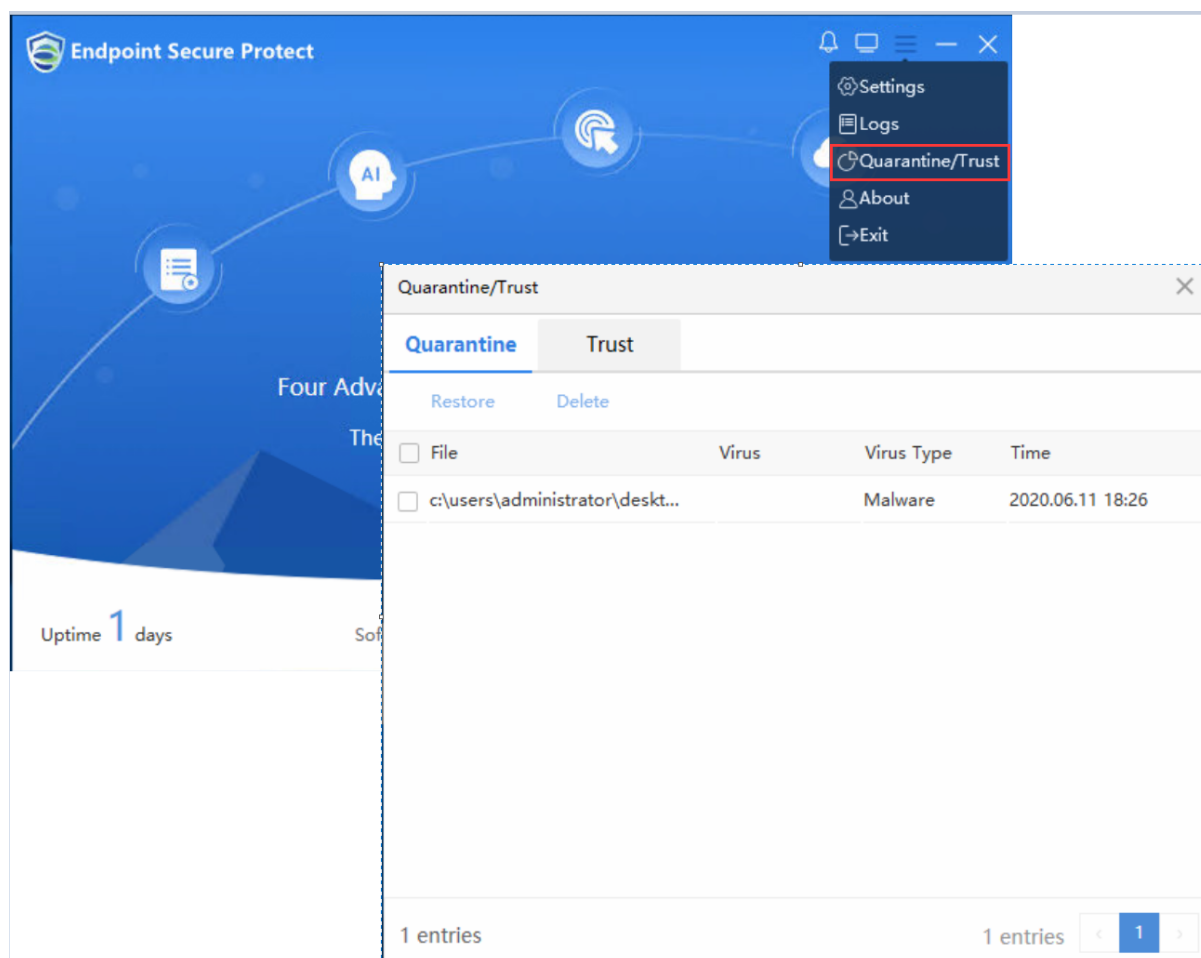 Endpoint Secure Protect
Settings
Logs
Quarantine/Trust
About
Exit
AI
Four Adv
The
Uptime 1 days
Quarantine/Trust
Quarantine Trust
Restore Delete
File Virus Virus Type Time
c:\users\administrator\deskt... Malware 2020.06.11 18:26
1 entries 1 entries 1